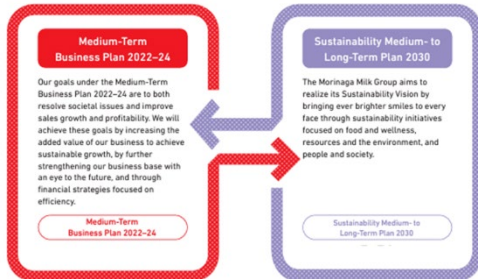 Medium-Term
Business Plan 2022–24
Our goals under the Medium-Term
Business Plan 2022–24 are to both
resolve societal issues and improve
sales growth and profitability. We will
achieve these goals by increasing the
added value of our business to achieve
sustainable growth, by further
strengthening our business base with
an eye to the future, and through
financial strategies focused on
efficiency.
Medium-Term
Business Plan 2022–24
Sustainability Medium- to
Long-Term Plan 2030
The Morinaga Milk Group aims to
realize its Sustainability Vision by
bringing ever brighter smiles to every
face through sustainability initiatives
focused on food and wellness,
resources and the environment, and
people and society.
Sustainability Medium- to
Long-Term Plan 2030